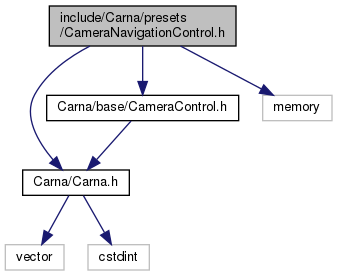 include/Carna/presets
/CameraNavigationControl.h
Carna/base/CameraControl.h
memory
Carna/Carna.h
vector
cstdint